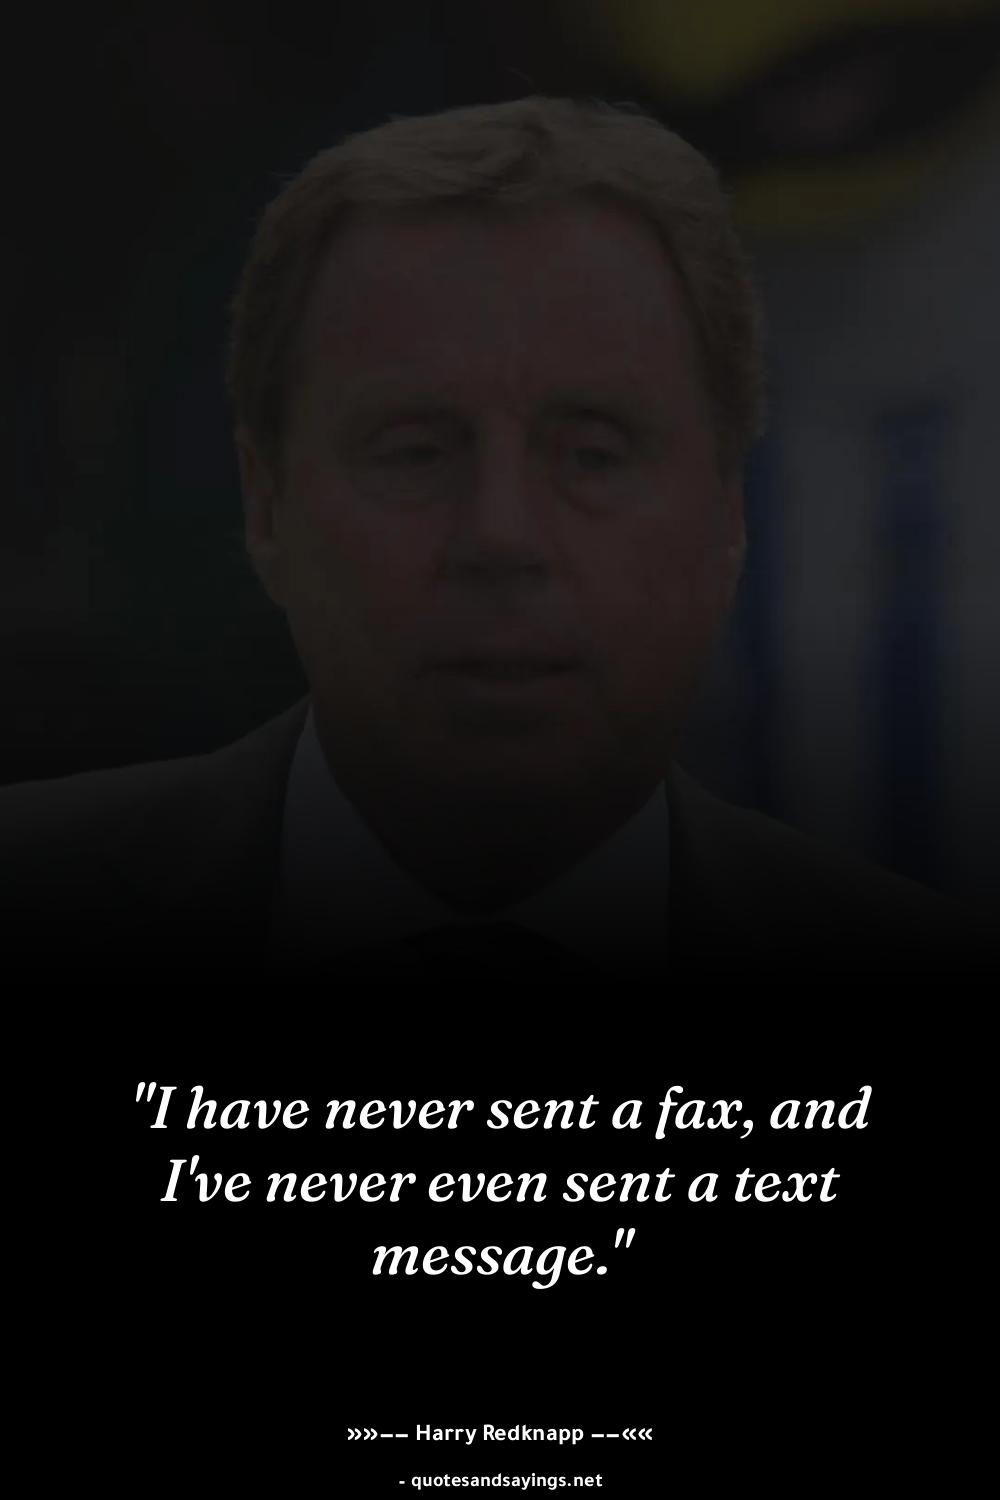 "I have never sent a fax, and
I've never even sent a text
message."
»»−− Harry Redknapp −−««
- quotesandsayings.net